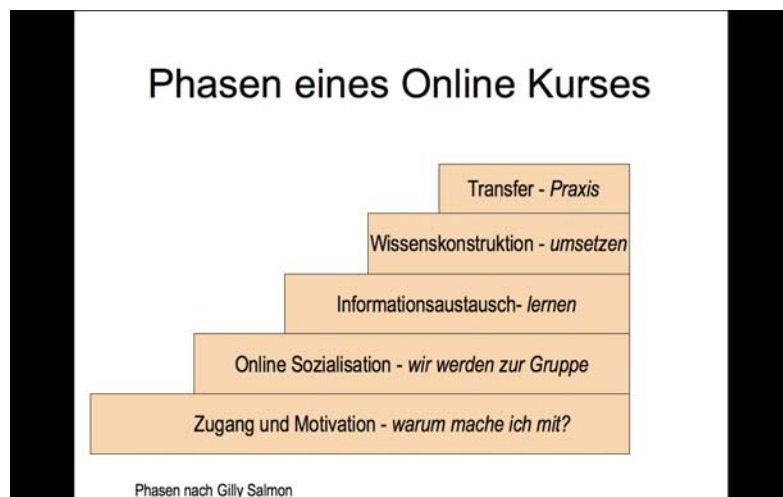 Phasen eines Online Kurses
Transfer - Praxis
Wissenskonstruktion - umsetzen
Informationsaustausch- lernen
Online Sozialisation - wir werden zur Gruppe
Zugang und Motivation - warum mache ich mit?
Phasen nach Gilly Salmon